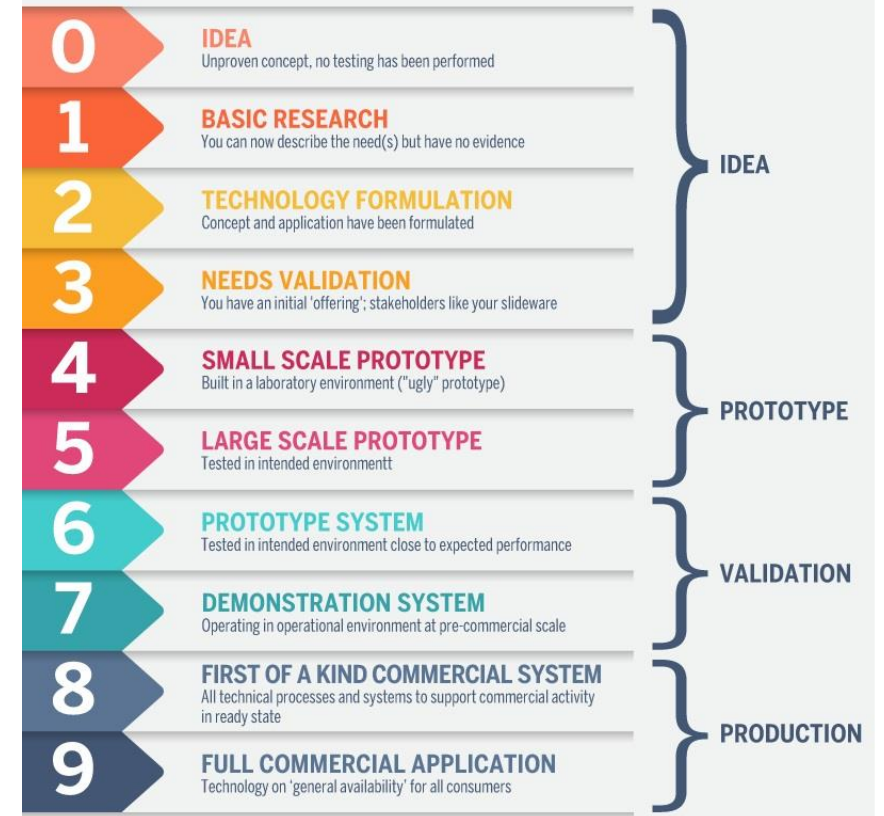 0
IDEA
Unproven concept, no testing has been performed
1
BASIC RESEARCH
You can now describe the need(s) but have no evidence
2
TECHNOLOGY FORMULATION
Concept and application have been formulated
3
NEEDS VALIDATION
You have an initial 'offering'; stakeholders like your slideware
IDEA
4
SMALL SCALE PROTOTYPE
Built in a laboratory environment ("ugly" prototype)
5
LARGE SCALE PROTOTYPE
Tested in intended environmentt
PROTOTYPE
6
PROTOTYPE SYSTEM
Tested in intended environment close to expected performance
7
DEMONSTRATION SYSTEM
Operating in operational environment at pre-commercial scale
VALIDATION
8
FIRST OF A KIND COMMERCIAL SYSTEM
All technical processes and systems to support commercial activity
in ready state
9
FULL COMMERCIAL APPLICATION
Technology on 'general availability' for all consumers
PRODUCTION